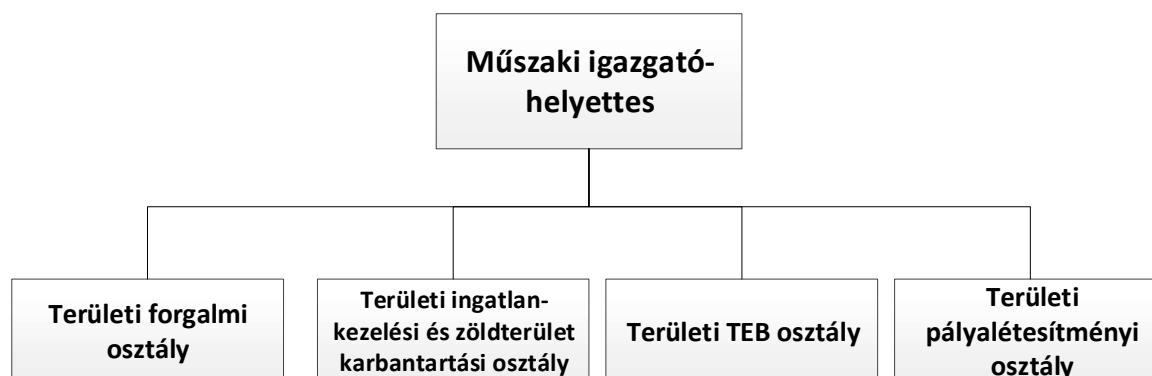 Műszaki igazgató-
helyettes
Területi forgalmi
osztály
Területi ingatlan-
kezelési és zöldterület
karbantartási osztály
Területi TEB osztály
Területi
pályalétesítményi
osztály